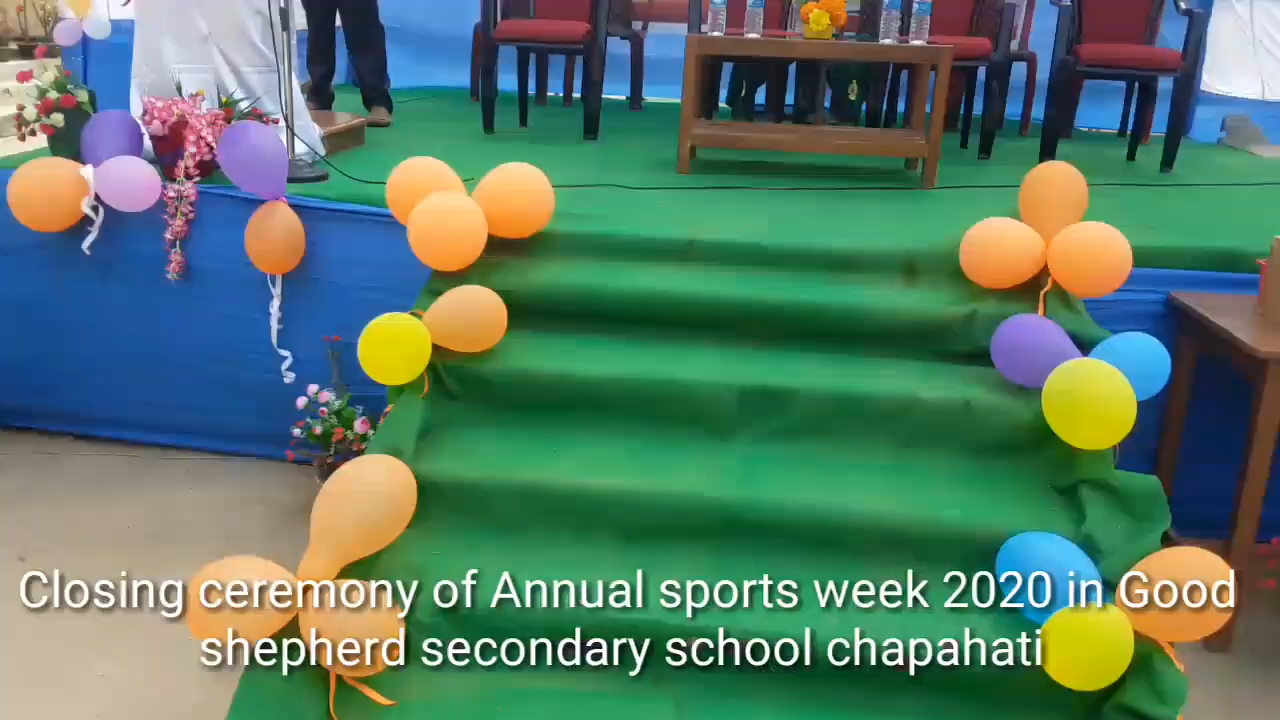 Closing ceremony of Annual sports week 2020 in Good
shepherd secondary school chapahati